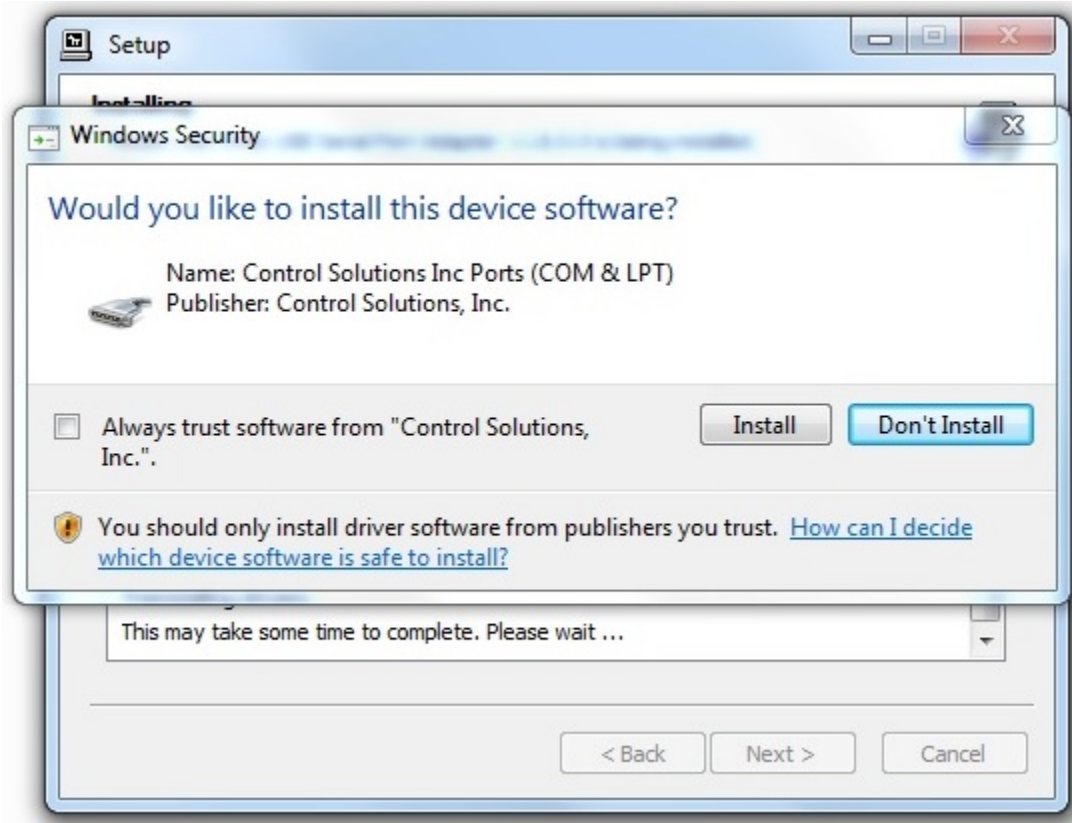 Setup
Installing
Windows Security
Would you like to install this device software?
Name: Control Solutions Inc Ports (COM & LPT)
Publisher: Control Solutions, Inc.
Always trust software from "Control Solutions,
Inc.".
Install
Don't Install
You should only install driver software from publishers you trust. How can I decide
which device software is safe to install?
This may take some time to complete. Please wait ...
< Back
Next >
Cancel